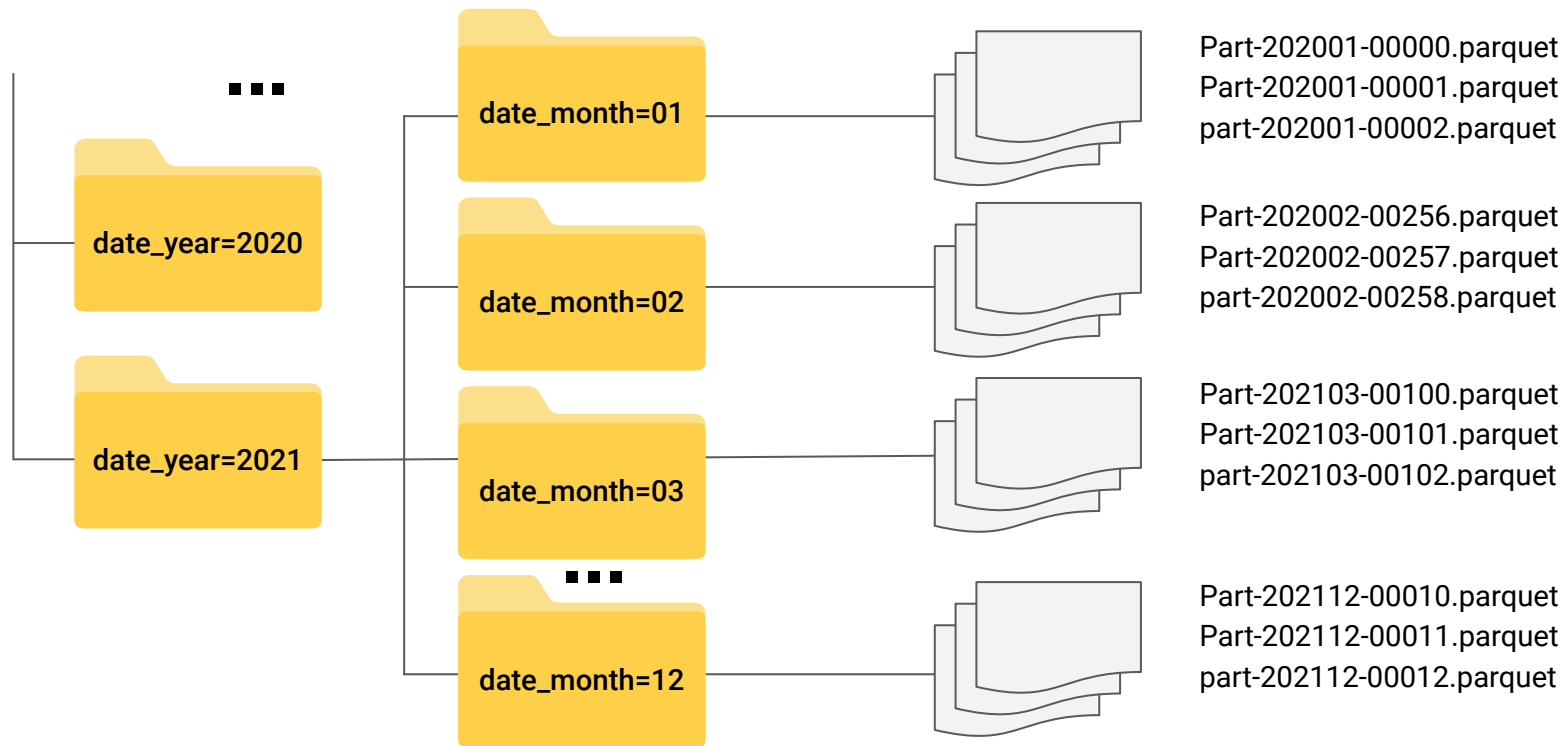 ...
date_year=2020
date_year=2021
date_month=01
date_month=02
date_month=03
...
date_month=12
Part-202001-00000.parquet
Part-202001-00001.parquet
part-202001-00002.parquet
Part-202002-00256.parquet
Part-202002-00257.parquet
part-202002-00258.parquet
Part-202103-00100.parquet
Part-202103-00101.parquet
part-202103-00102.parquet
Part-202112-00010.parquet
Part-202112-00011.parquet
part-202112-00012.parquet